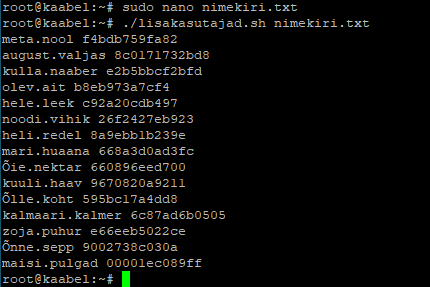 root@kaabel:~# sudo nano nimekiri.txt
root@kaabel:~# ./lisakasutajad.sh nimekiri.txt
meta.nool f4bdb759fa82
august.valjas 8c0171732bd8
kulla.naaber e2b5bbcf2bfd
olev.ait b8eb973a7cf4
hele.leek c92a20cdb497
noodi.vihik 26f2427eb923
heli.redel 8a9ebb1b239e
mari.huaana 668a3d0ad3fc
Õie.nektar 660896eed700
kuuli.haav 9670820a9211
Õlle.koht 595bc17a4dd8
kalmaari.kalmer 6c87ad6b0505
zoja.puhur e66eeb5022ce
Õnne.sepp 9002738c030a
maisi.pulgad 00001ec089ff
root@kaabel:~#